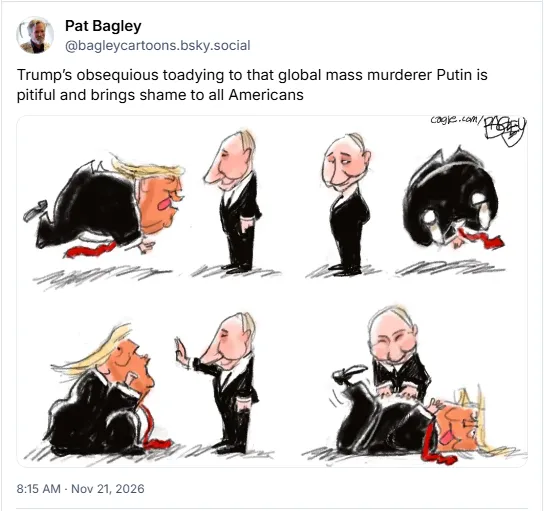 Pat Bagley
@bagleycartoons.bsky.social
Trump’s obsequious toadying to that global mass murderer Putin is
pitiful and brings shame to all Americans
cagle.com/BAGLEY
8:15 AM · Nov 21, 2026